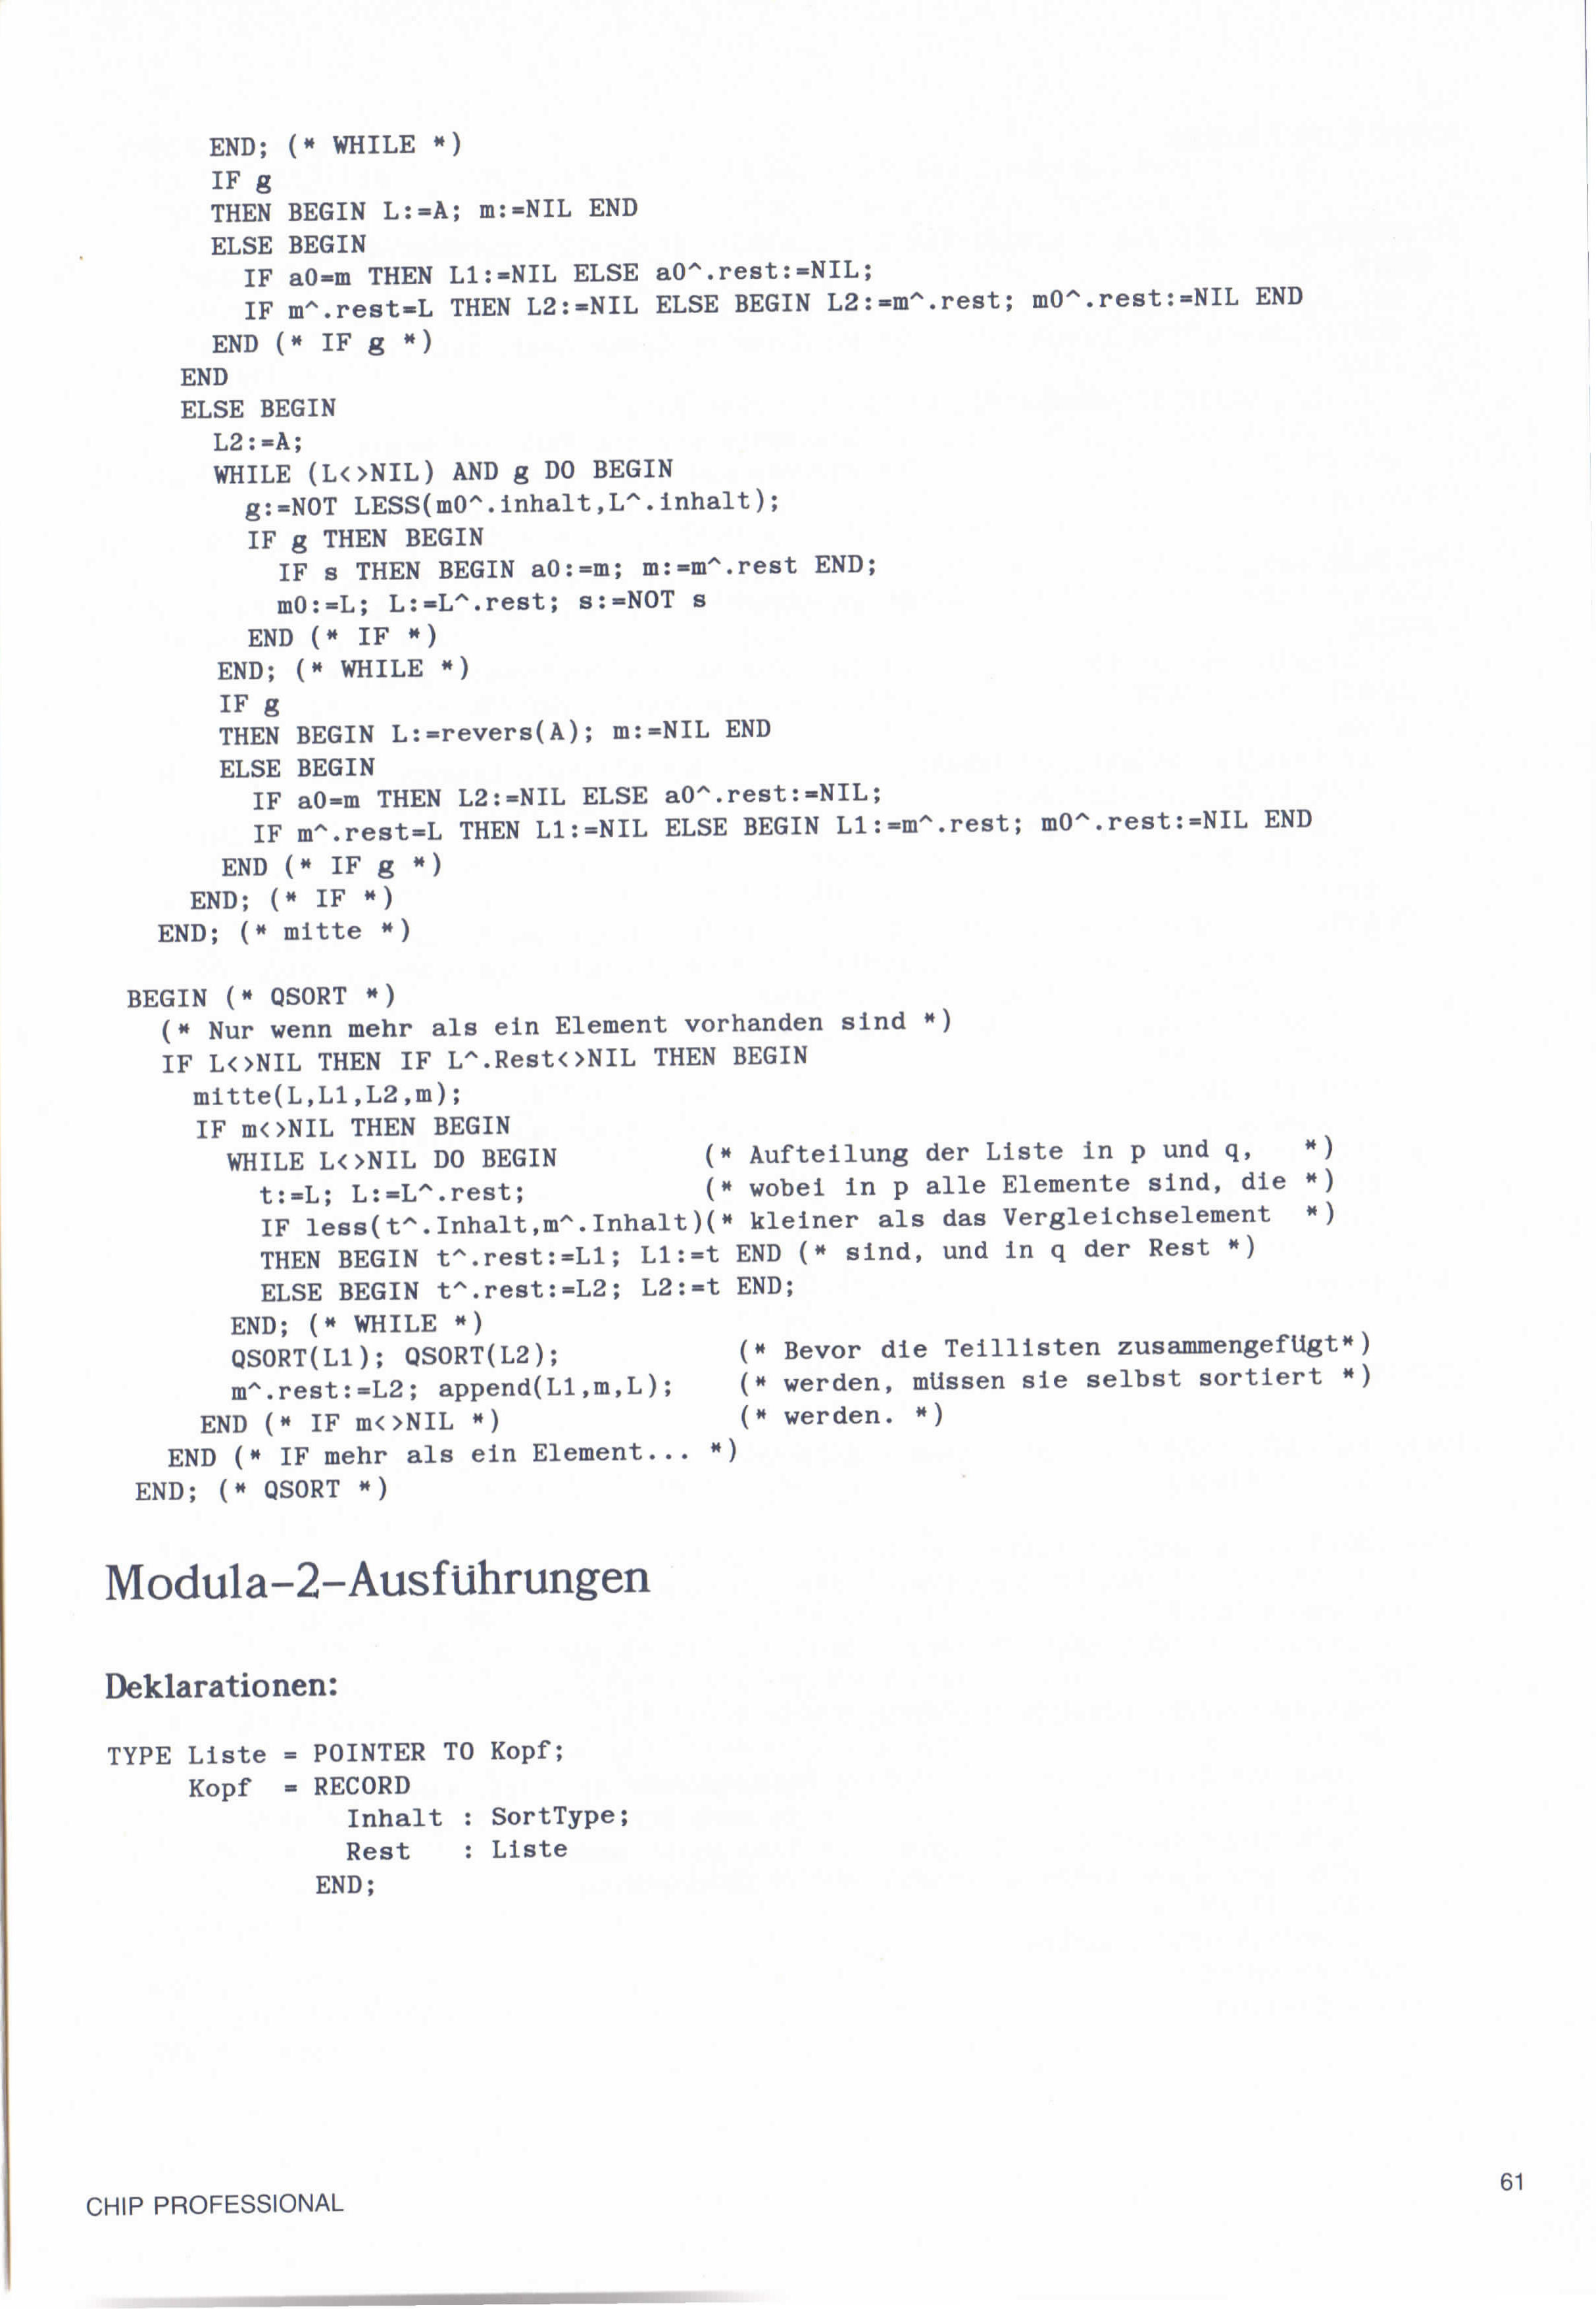 END; (* WHILE *)
IF g
THEN BEGIN L:=A; m:=NIL END
ELSE BEGIN
IF a0=m THEN L1:=NIL ELSE a0^.rest:=NIL;
IF m^.rest=L THEN L2:=NIL ELSE BEGIN L2:=m^.rest; m0^.rest:=NIL END
END (* IF g *)
END
ELSE BEGIN
L2:=A;
WHILE (L<>NIL) AND g DO BEGIN
g:=NOT LESS(m0^.inhalt,L^.inhalt);
IF g THEN BEGIN
IF s THEN BEGIN a0:=m; m:=m^.rest END;
m0:=L; L:=L^.rest; s:=NOT s
END (* IF *)
END; (* WHILE *)
IF g
THEN BEGIN L:=revers(A); m:=NIL END
ELSE BEGIN
IF a0=m THEN L2:=NIL ELSE a0^.rest:=NIL;
IF m^.rest=L THEN L1:=NIL ELSE BEGIN L1:=m^.rest; m0^.rest:=NIL END
END (* IF g *)
END; (* IF *)
END; (* mitte *)
BEGIN (* QSORT *)
(* Nur wenn mehr als ein Element vorhanden sind *)
IF L<>NIL THEN IF L^.Rest<>NIL THEN BEGIN
mitte(L,L1,L2,m);
IF m<>NIL THEN BEGIN
WHILE L<>NIL DO BEGIN (* Aufteilung der Liste in p und q, *)
t:=L; L:=L^.rest; (* wobei in p alle Elemente sind, die *)
IF less(t^.Inhalt,m^.Inhalt)(* kleiner als das Vergleichselement *)
THEN BEGIN t^.rest:=L1; L1:=t END (* sind, und in q der Rest *)
ELSE BEGIN t^.rest:=L2; L2:=t END;
END; (* WHILE *)
QSORT(L1); QSORT(L2); (* Bevor die Teillisten zusammengefügt*)
m^.rest:=L2; append(L1,m,L); (* werden, müssen sie selbst sortiert *)
END (* IF m<>NIL *) (* werden. *)
END (* IF mehr als ein Element... *)
END; (* QSORT *)
Modula-2-Ausführungen
Deklarationen:
TYPE Liste = POINTER TO Kopf;
Kopf = RECORD
Inhalt : SortType;
Rest : Liste
END;
CHIP PROFESSIONAL
61